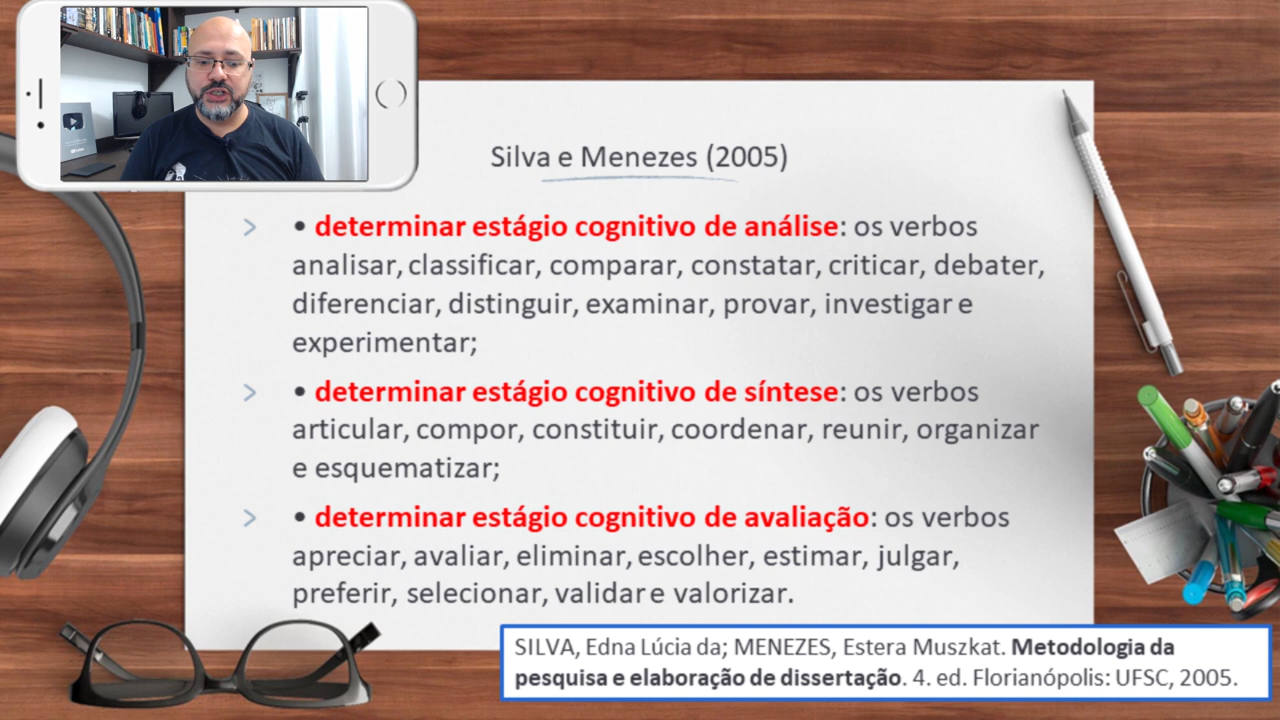 Silva e Menezes (2005)
> • determinar estágio cognitivo de análise: os verbos
analisar, classificar, comparar, constatar, criticar, debater,
diferenciar, distinguir, examinar, provar, investigar e
experimentar;
> • determinar estágio cognitivo de síntese: os verbos
articular, compor, constituir, coordenar, reunir, organizar
e esquematizar;
> • determinar estágio cognitivo de avaliação: os verbos
apreciar, avaliar, eliminar, escolher, estimar, julgar,
preferir, selecionar, validar e valorizar.
SILVA, Edna Lúcia da; MENEZES, Estera Muszkat. Metodologia da
pesquisa e elaboração de dissertação. 4. ed. Florianópolis: UFSC, 2005.